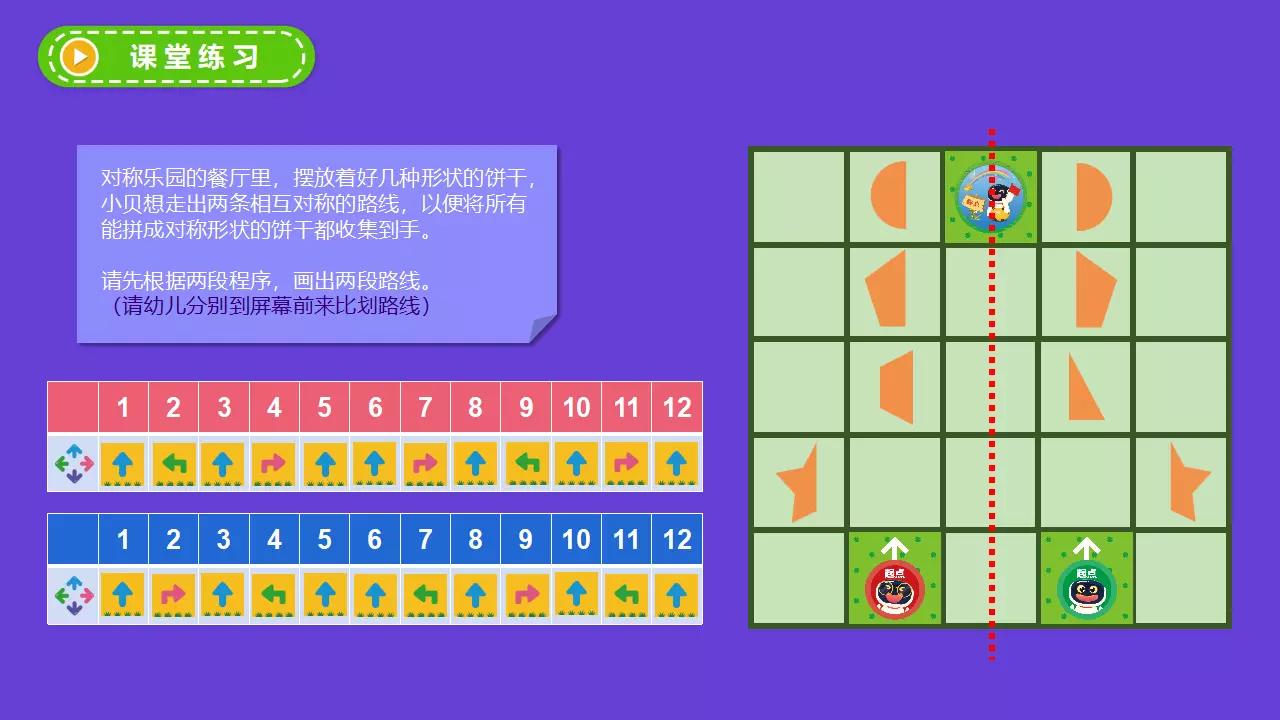 课堂练习
对称乐园的餐厅里，摆放着好几种形状的饼干，
小贝想走出两条相互对称的路线，以便将所有
能拼成对称形状的饼干都收集到手。
请先根据两段程序，画出两段路线。
（请幼儿分别到屏幕前来比划路线）
1 2 3 4 5 6 7 8 9 10 11 12
1 2 3 4 5 6 7 8 9 10 11 12
起点 起点